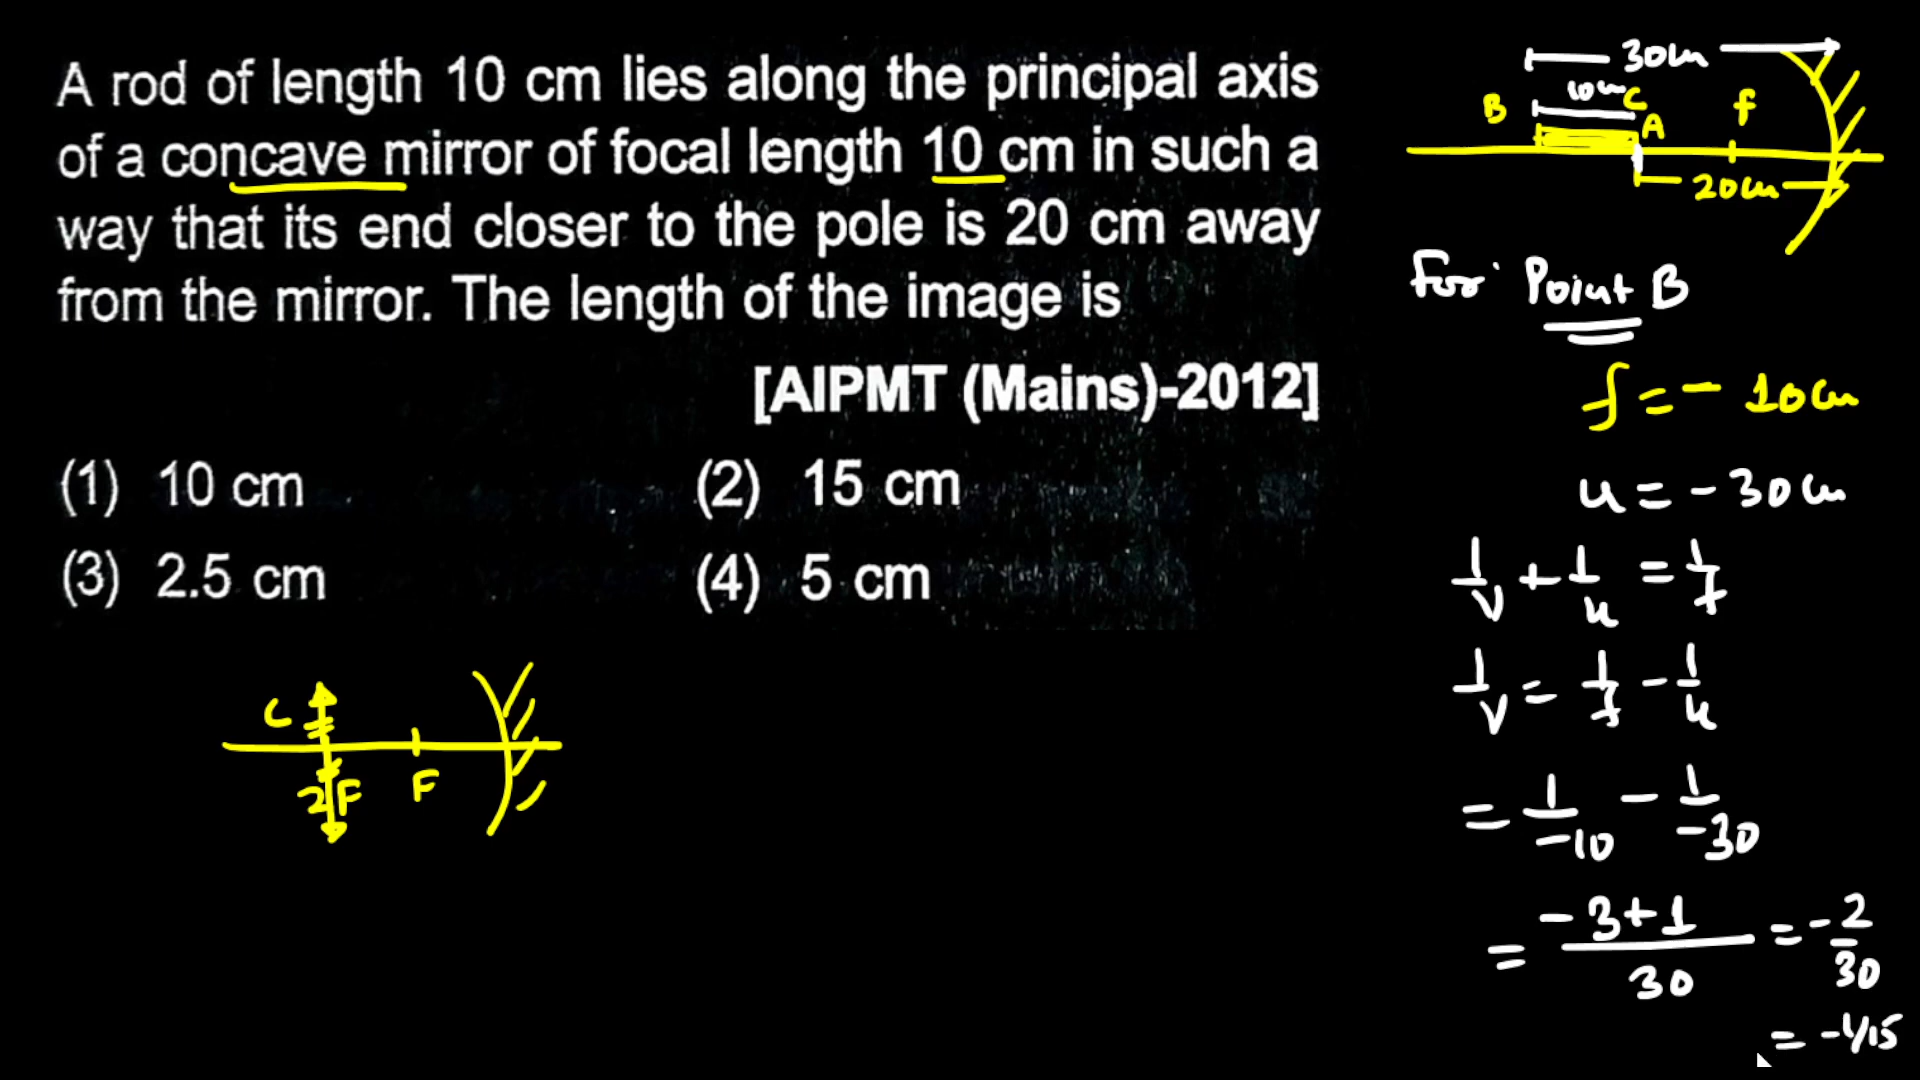 A rod of length 10 cm lies along the principal axis
of a concave mirror of focal length 10 cm in such a
way that its end closer to the pole is 20 cm away
from the mirror. The length of the image is
[AIPMT (Mains)-2012]
(1) 10 cm
(2) 15 cm
(3) 2.5 cm
(4) 5 cm
C
2F F
30cm
10cm
B C A f
20cm
For Point B
f = - 10cm
u = - 30cm
1/v + 1/u = 1/f
1/v = 1/f - 1/u
= 1/-10 - 1/-30
= -3+1/30 = -2/30
= -1/15